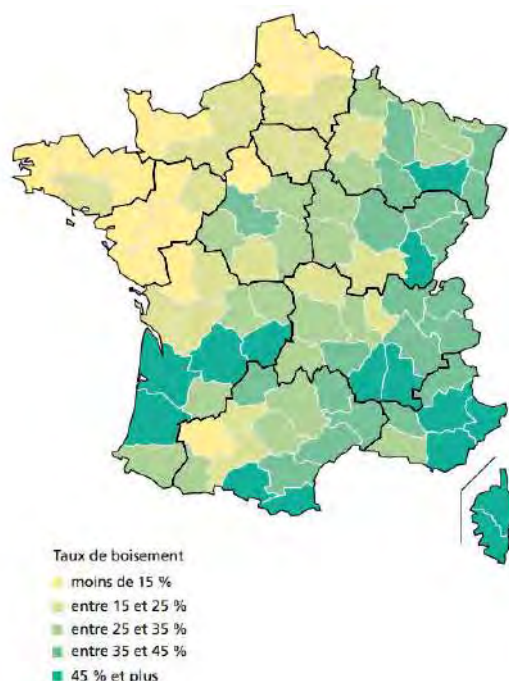 Taux de boisement
moins de 15 %
entre 15 et 25 %
entre 25 et 35 %
entre 35 et 45 %
45 % et plus